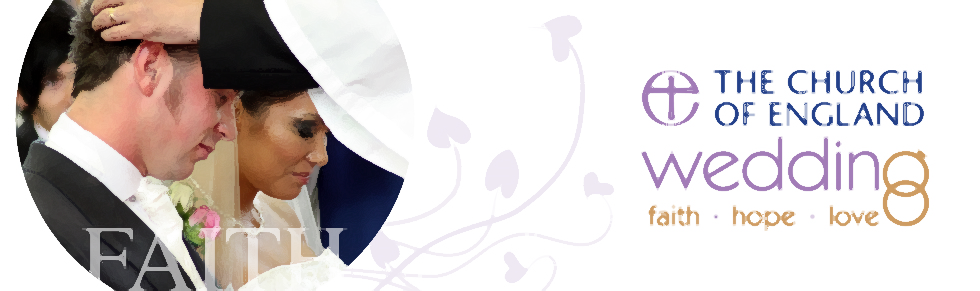 FAITH
THE CHURCH
OF ENGLAND
wedding
faith · hope · love